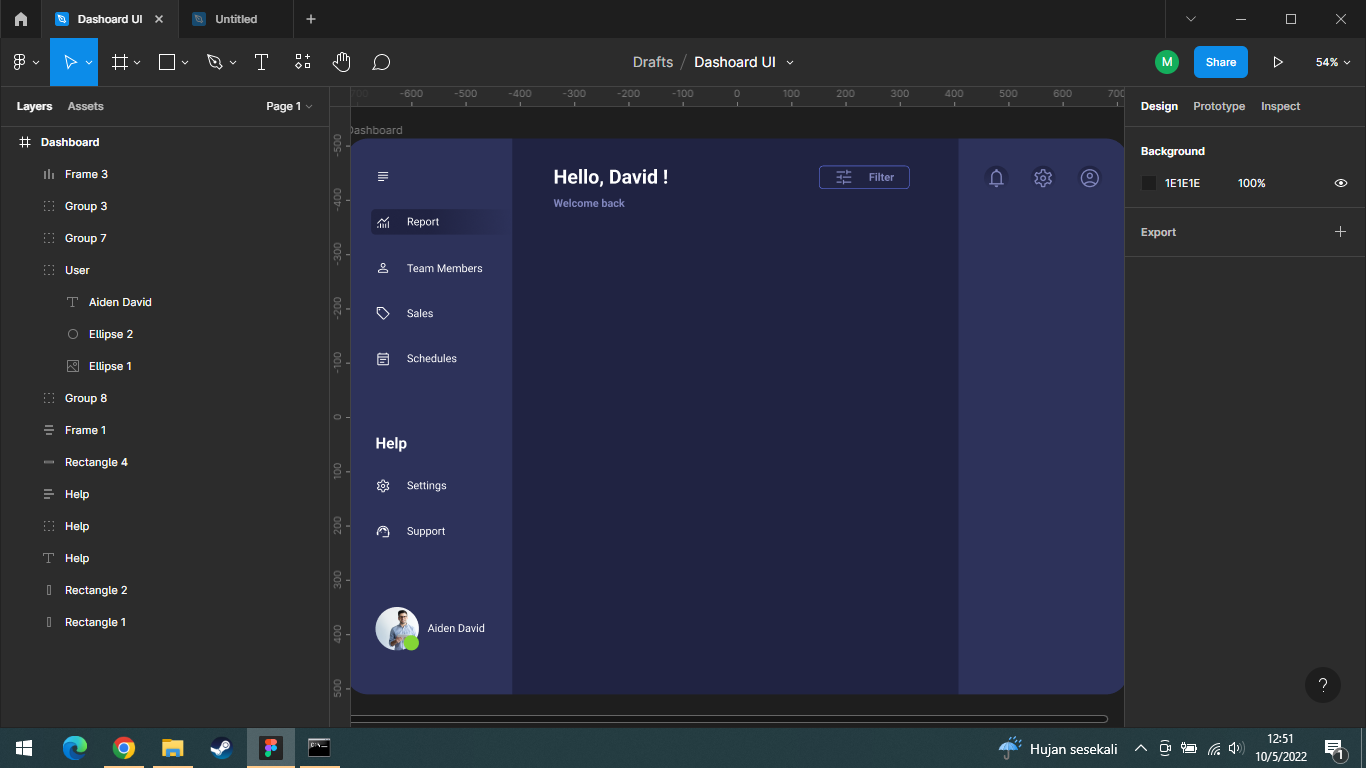 Dashoard UI
Untitled
Drafts / Dashoard UI
M
Share
54%
Layers
Assets
Page 1
Dashboard
Frame 3
Group 3
Group 7
User
Aiden David
Ellipse 2
Ellipse 1
Group 8
Frame 1
Rectangle 4
Help
Help
Help
Rectangle 2
Rectangle 1
-700 -600 -500 -400 -300 -200 -100 0 100 200 300 400 500 600 700
-500
-400
-300
-200
-100
0
100
200
300
400
500
Dashboard
Report
Team Members
Sales
Schedules
Help
Settings
Support
Aiden David
Hello, David !
Welcome back
Filter
Design
Prototype
Inspect
Background
1E1E1E
100%
Export
?
Hujan sesekali
12:51
10/5/2022
1